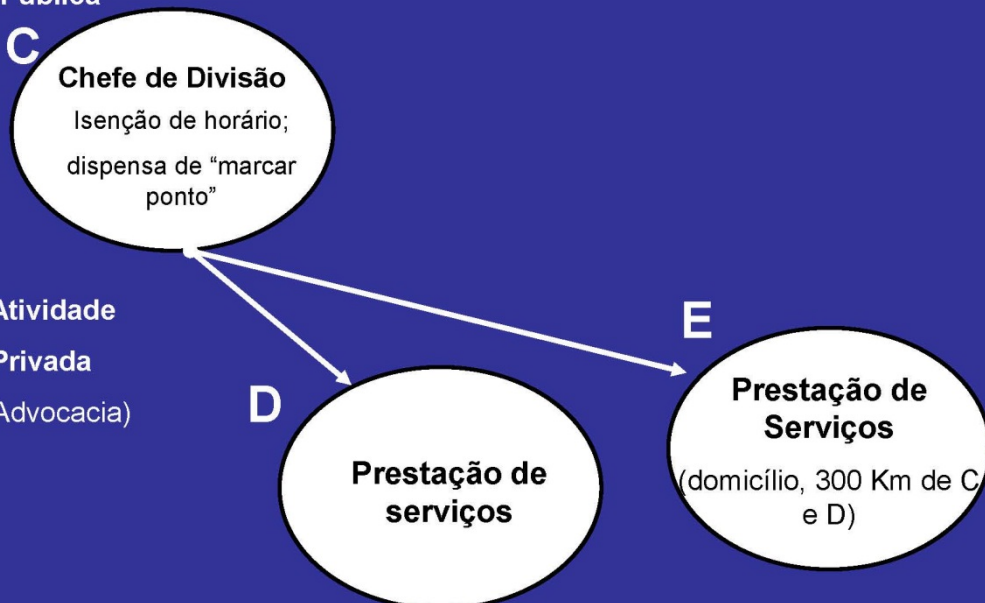 Pública
C
Chefe de Divisão
Isenção de horário;
dispensa de “marcar
ponto”
Atividade
Privada
Advocacia)
D
Prestação de
serviços
E
Prestação de
Serviços
(domicílio, 300 Km de C
e D)